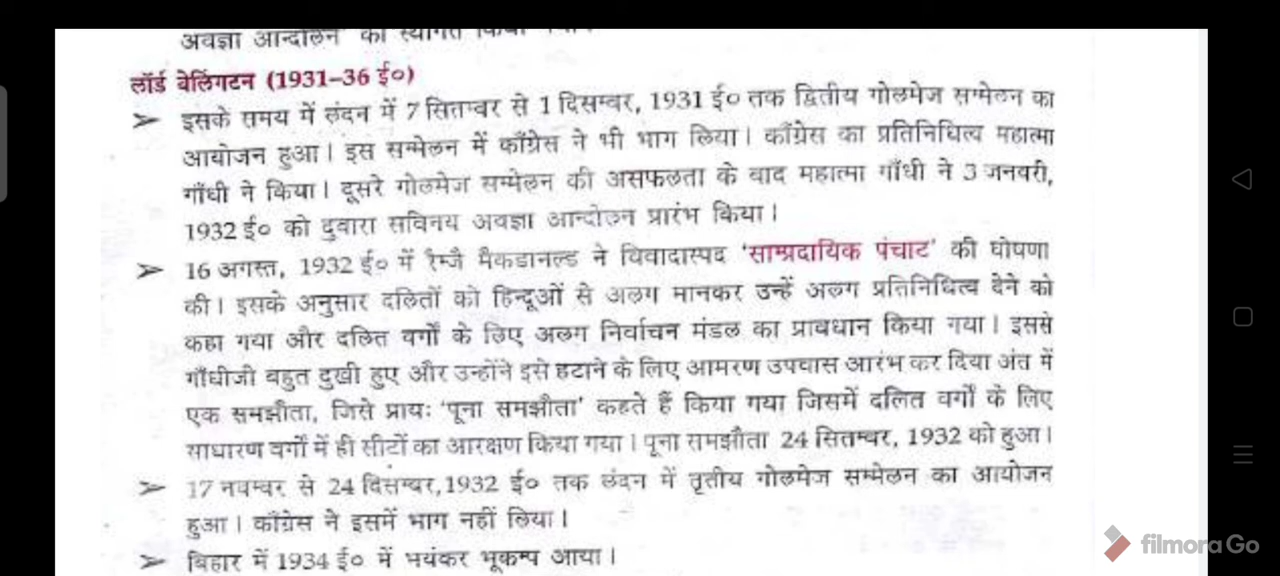 अवज्ञा आन्दोलन को स्थगित किया
लॉर्ड वेलिंगटन (1931–36 ई०)
➢ इसके समय में लंदन में 7 सितम्बर से 1 दिसम्बर, 1931 ई० तक द्वितीय गोलमेज सम्मेलन का
आयोजन हुआ। इस सम्मेलन में काँग्रेस ने भी भाग लिया। काँग्रेस का प्रतिनिधित्व महात्मा
गाँधी ने किया। दूसरे गोलमेज सम्मेलन की असफलता के बाद महात्मा गाँधी ने 3 जनवरी,
1932 ई० को दुवारा सविनय अवज्ञा आन्दोलन प्रारंभ किया।
➢ 16 अगस्त, 1932 ई० में रैम्जै मैकडानल्ड ने विवादास्पद ‘साम्प्रदायिक पंचाट’ की घोषणा
की। इसके अनुसार दलितों को हिन्दूओं से अलग मानकर उन्हें अलग प्रतिनिधित्व देने को
कहा गया और दलित वर्गों के लिए अलग निर्वाचन मंडल का प्रावधान किया गया। इससे
गाँधीजी बहुत दुखी हुए और उन्होंने इसे हटाने के लिए आमरण उपवास आरंभ कर दिया अंत में
एक समझौता, जिसे प्रायः ‘पूना समझौता’ कहते हैं किया गया जिसमें दलित वर्गों के लिए
साधारण वर्गों में ही सीटों का आरक्षण किया गया। पूना समझौता 24 सितम्बर, 1932 को हुआ।
➢ 17 नवम्बर से 24 दिसम्बर,1932 ई० तक लंदन में तृतीय गोलमेज सम्मेलन का आयोजन
हुआ। काँग्रेस ने इसमें भाग नहीं लिया।
➢ बिहार में 1934 ई० में भयंकर भूकम्प आया।
filmora Go